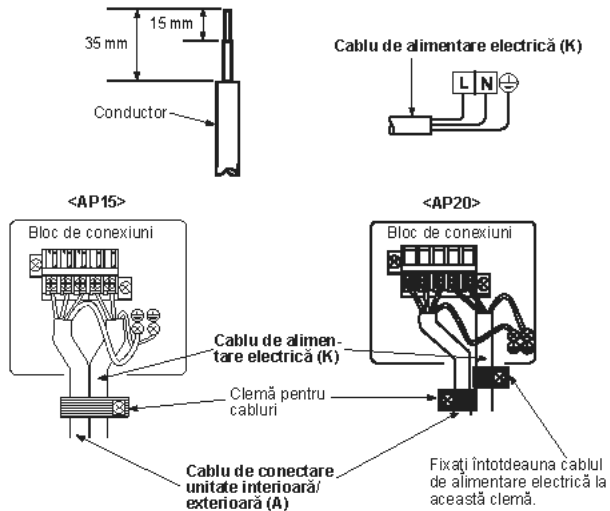 15 mm
35 mm
Conductor
Cablu de alimentare electrică (K)
L N
<AP15>
Bloc de conexiuni
<AP20>
Bloc de conexiuni
Cablu de alimen-
tare electrică (K)
Clemă pentru
cabluri
Cablu de conectare
unitate interioară/
exterioară (A)
Fixați întotdeauna cablul
de alimentare electrică la
această clemă.